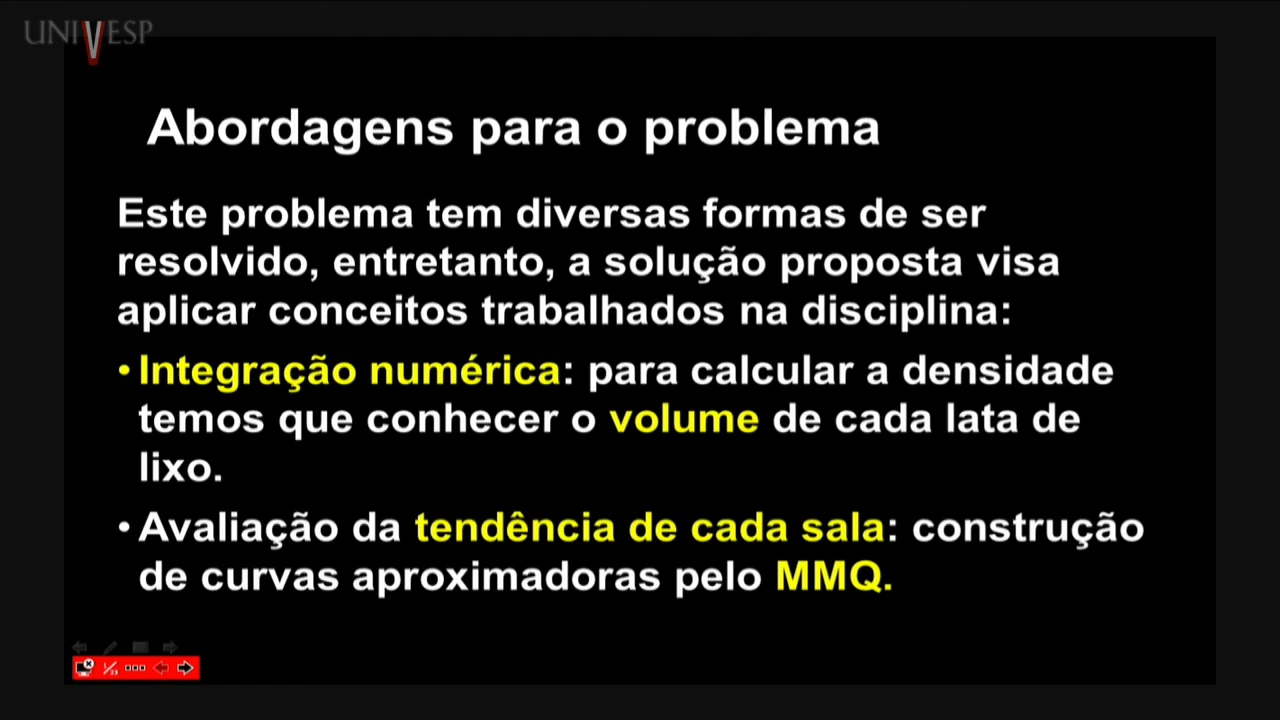 UNIVESP
Abordagens para o problema
Este problema tem diversas formas de ser
resolvido, entretanto, a solução proposta visa
aplicar conceitos trabalhados na disciplina:
• Integração numérica: para calcular a densidade
temos que conhecer o volume de cada lata de
lixo.
• Avaliação da tendência de cada sala: construção
de curvas aproximadoras pelo MMQ.